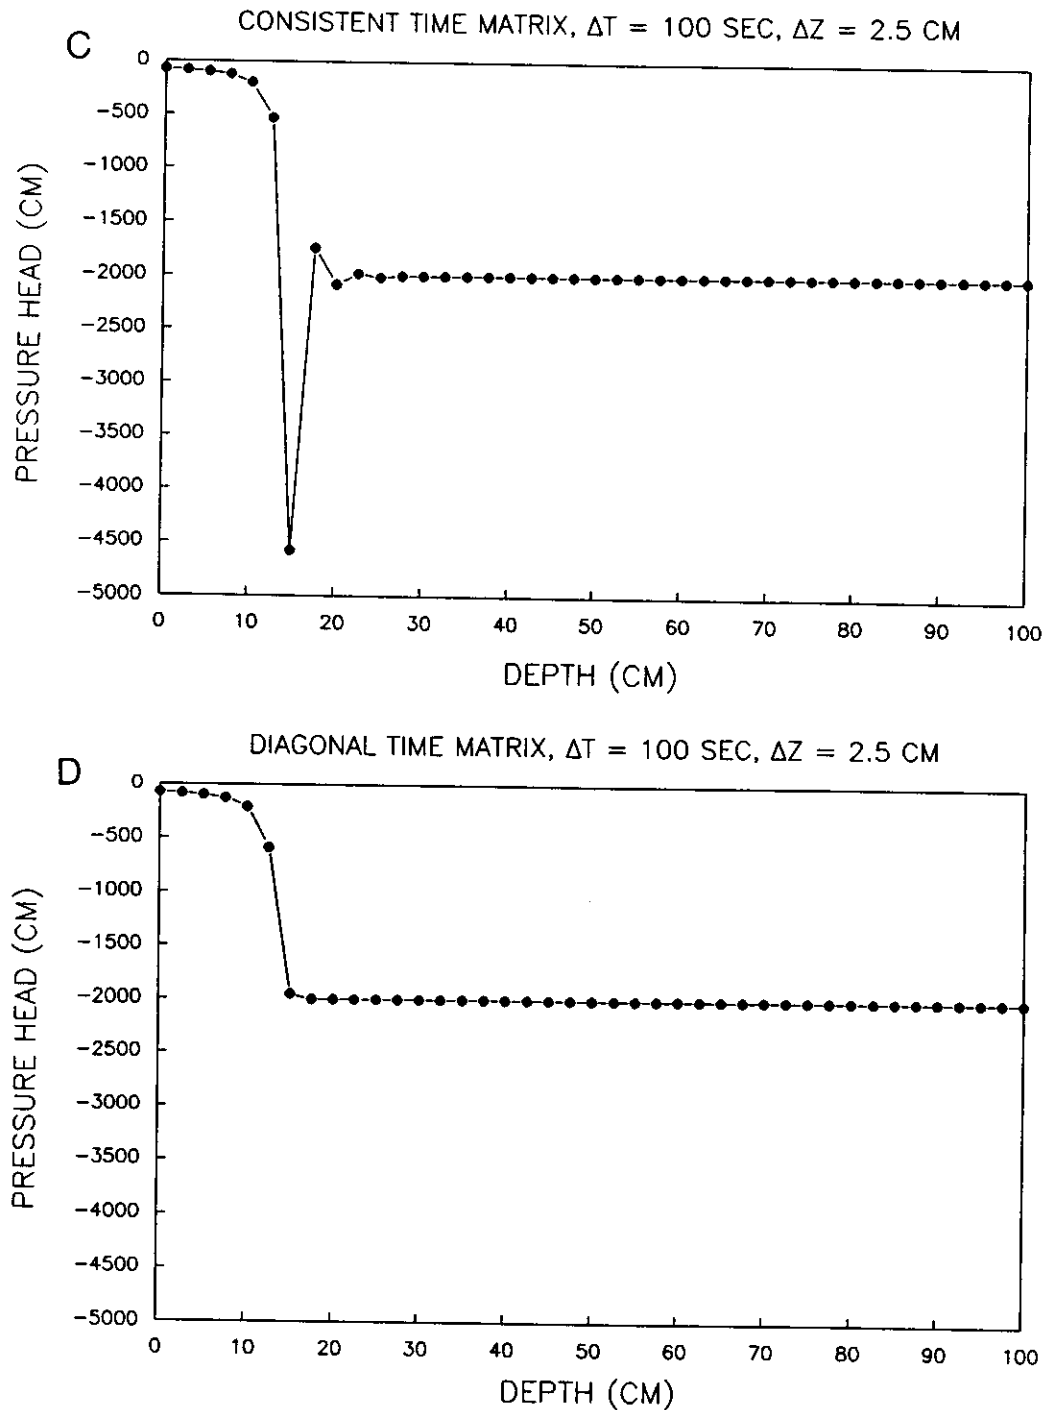 C
CONSISTENT TIME MATRIX, ΔT = 100 SEC, ΔZ = 2.5 CM
PRESSURE HEAD (CM)
0
−500
−1000
−1500
−2000
−2500
−3000
−3500
−4000
−4500
−5000
0 10 20 30 40 50 60 70 80 90 100
DEPTH (CM)
D
DIAGONAL TIME MATRIX, ΔT = 100 SEC, ΔZ = 2.5 CM
PRESSURE HEAD (CM)
0
−500
−1000
−1500
−2000
−2500
−3000
−3500
−4000
−4500
−5000
0 10 20 30 40 50 60 70 80 90 100
DEPTH (CM)